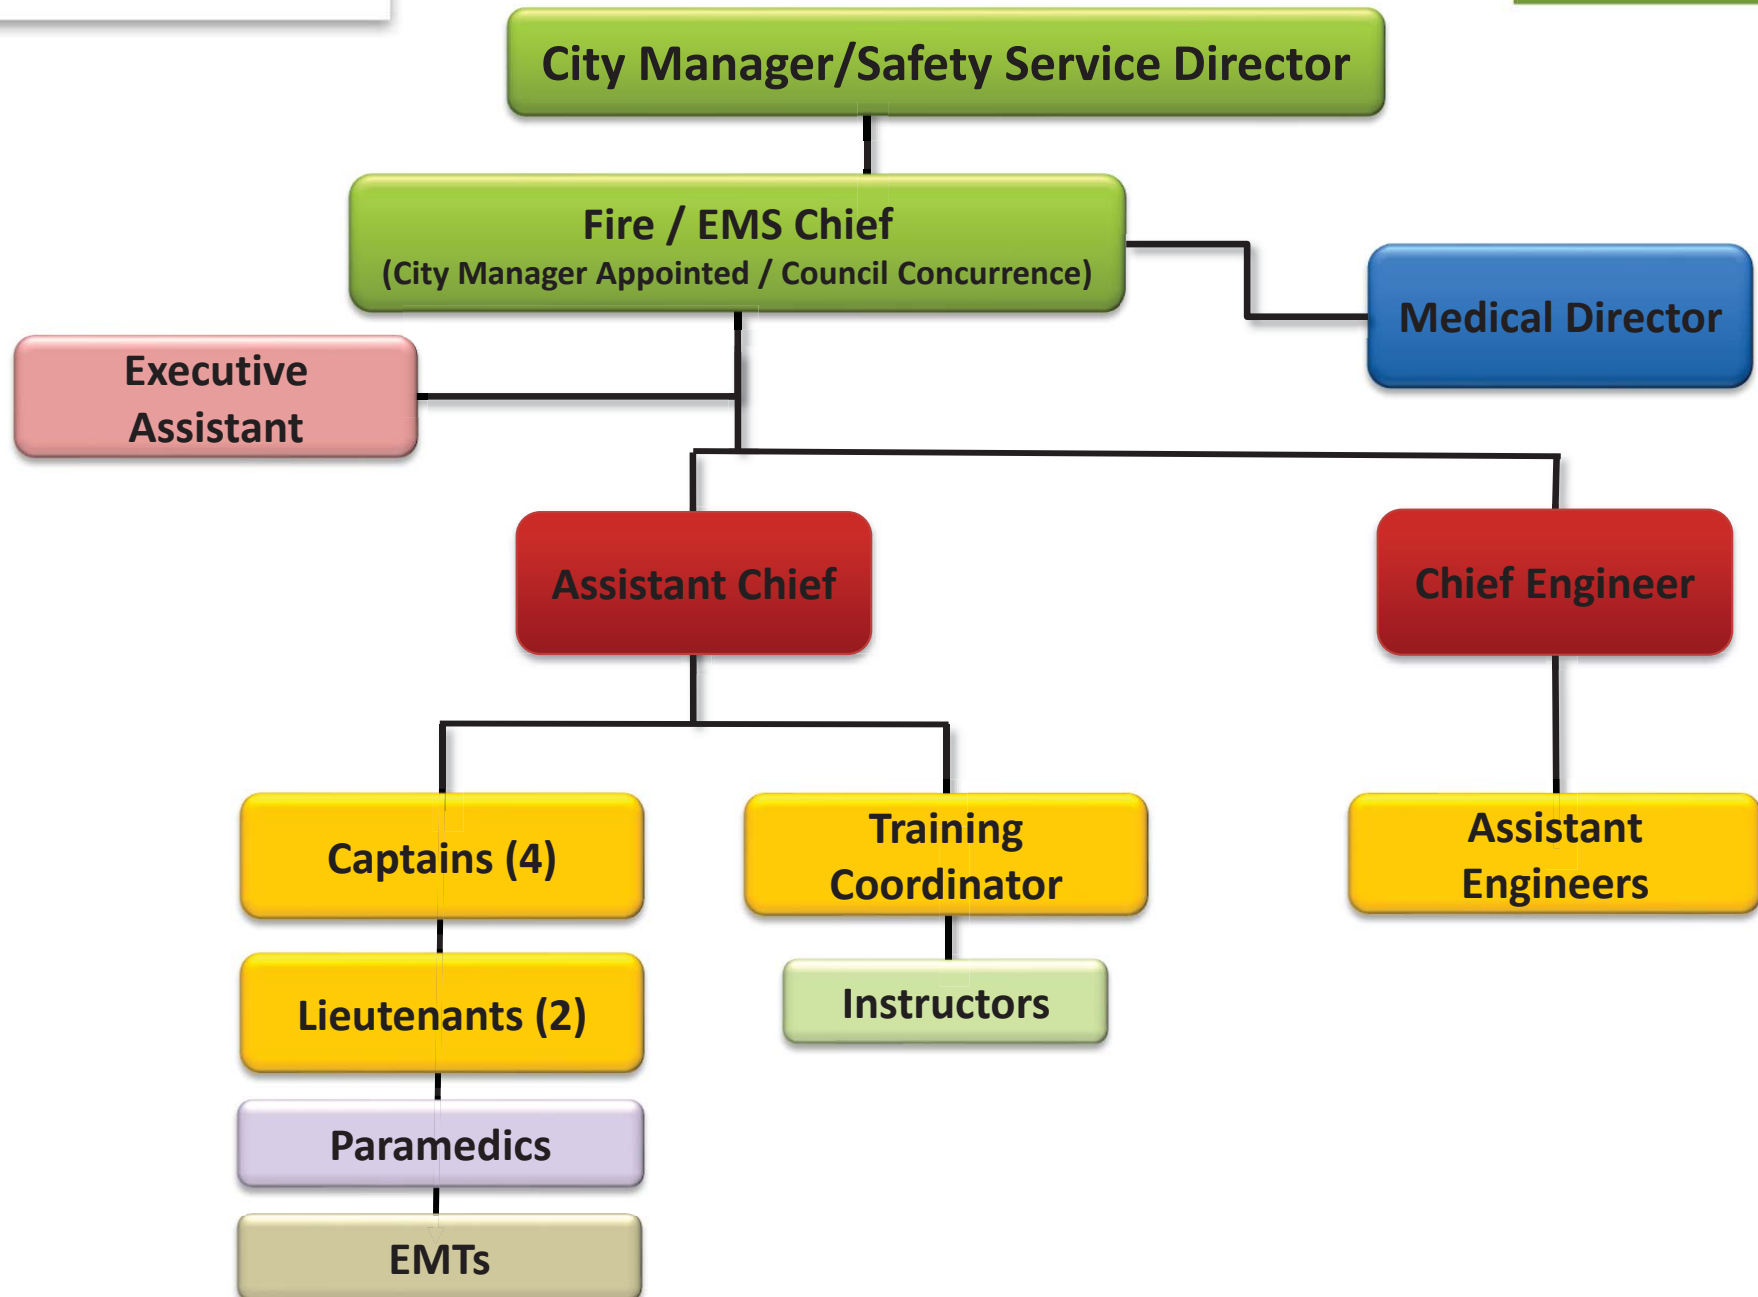 City Manager/Safety Service Director
Fire / EMS Chief
(City Manager Appointed / Council Concurrence)
Medical Director
Executive
Assistant
Assistant Chief
Chief Engineer
Captains (4)
Training
Coordinator
Assistant
Engineers
Lieutenants (2)
Instructors
Paramedics
EMTs